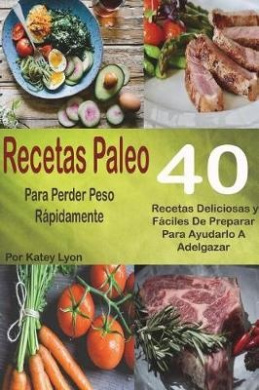 Recetas Paleo
Para Perder Peso
Rápidamente
Por Katey Lyon
40
Recetas Deliciosas y
Fáciles De Preparar
Para Ayudarlo A
Adelgazar